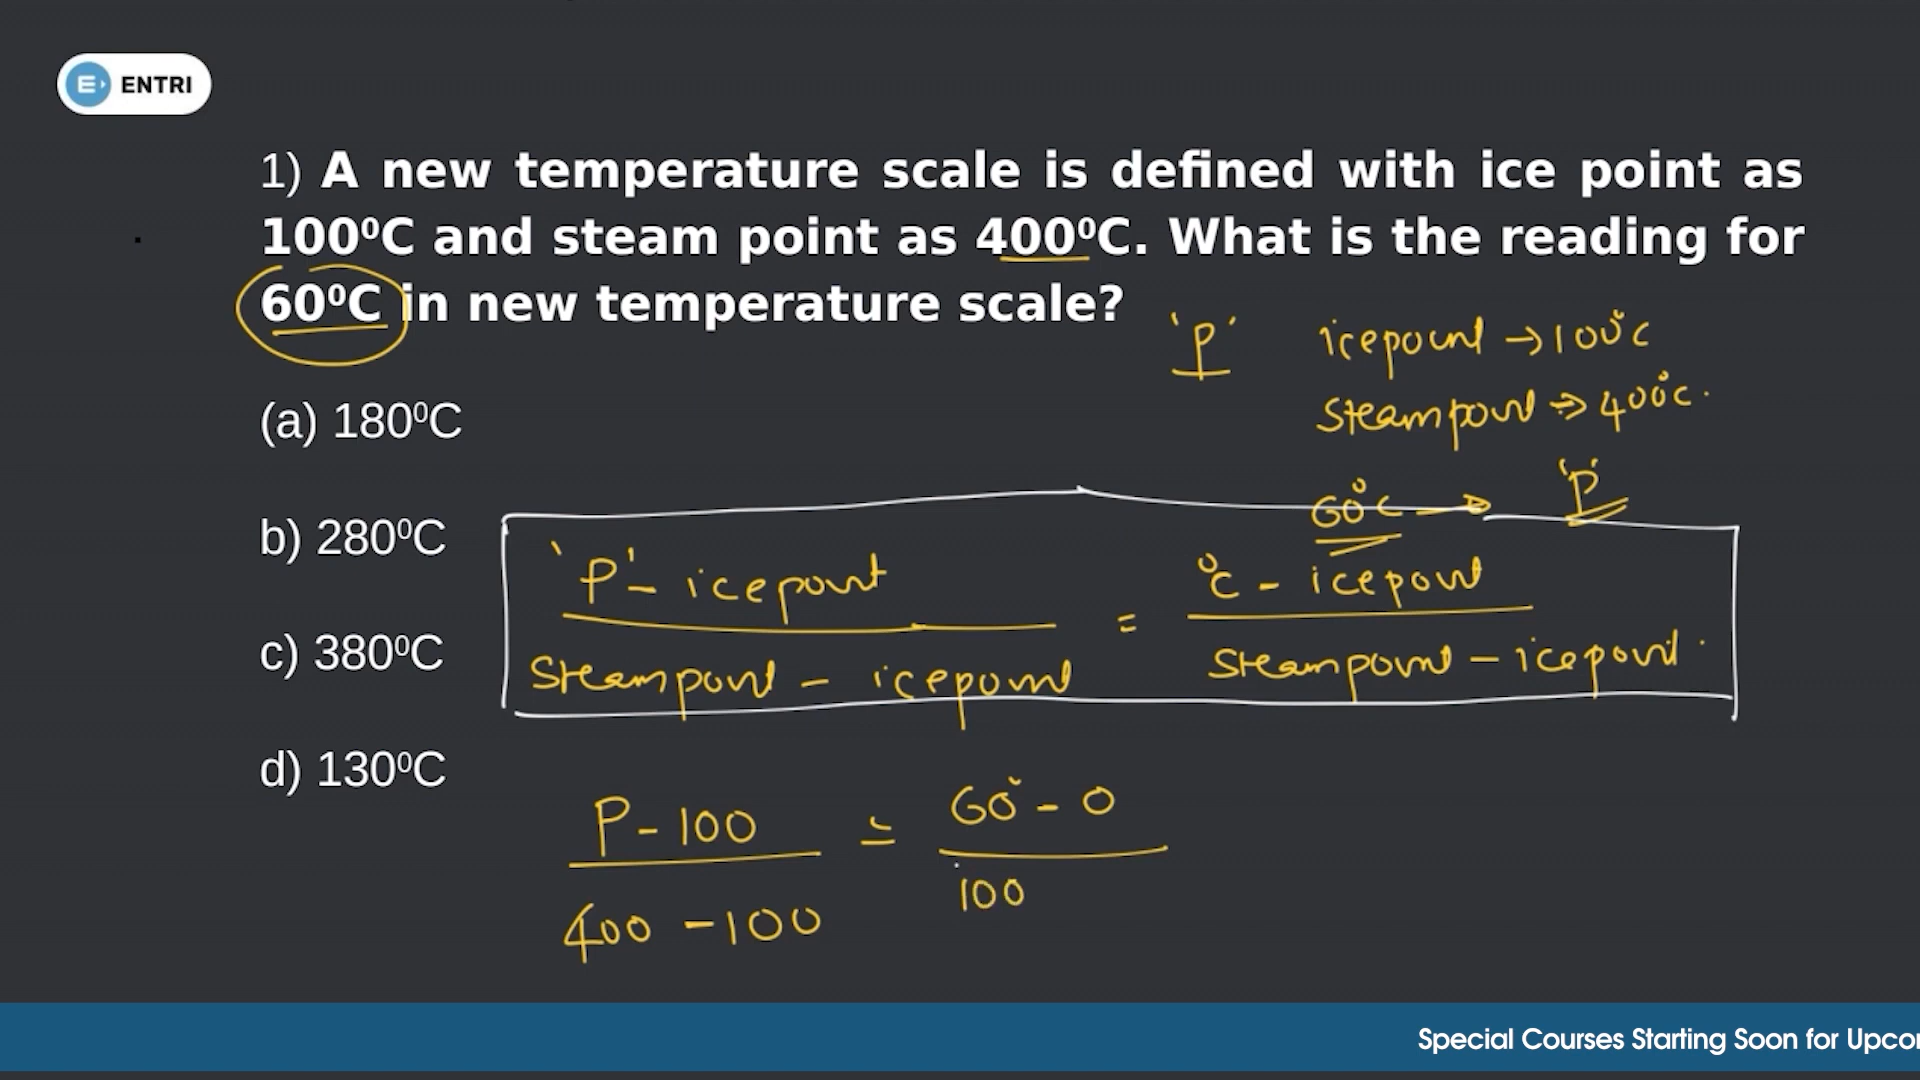 ENTRI
1) A new temperature scale is defined with ice point as
100⁰C and steam point as 400⁰C. What is the reading for
60⁰C in new temperature scale?
'P' icepoint → 100°C
Steampoint → 400°C.
(a) 180⁰C
60°C → 'P'
b) 280⁰C
'P' - icepoint = °C - icepoint
Steampoint - icepoint Steampoint - icepoint.
c) 380⁰C
d) 130⁰C
P - 100 = 60° - 0
400 - 100 100
Special Courses Starting Soon for Upco